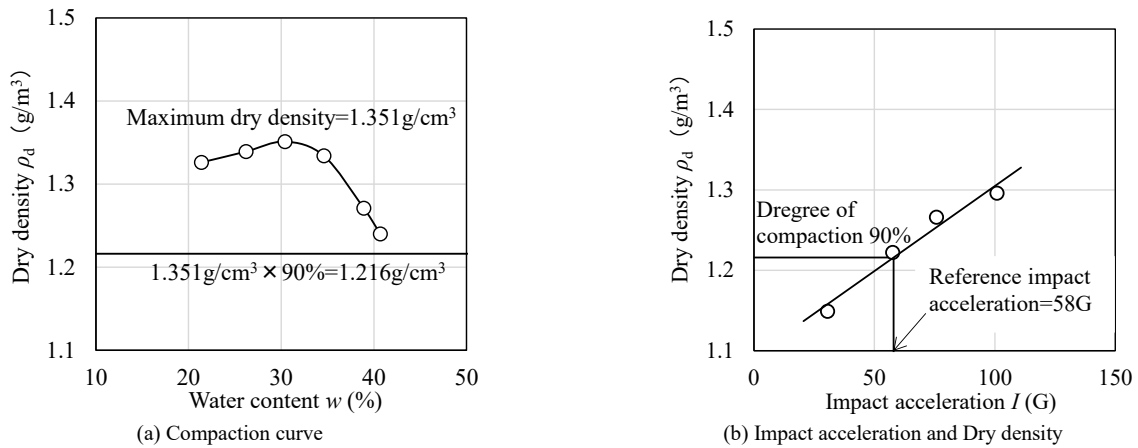 1.5
1.4
1.3
1.2
1.1
Dry density ρd (g/m³)
Maximum dry density=1.351g/cm³
1.351g/cm³×90%=1.216g/cm³
10 20 30 40 50
Water content w (%)
(a) Compaction curve
1.5
1.4
1.3
1.2
1.1
Dry density ρd (g/m³)
Dregree of
compaction 90%
Reference impact
acceleration=58G
0 50 100 150
Impact acceleration I (G)
(b) Impact acceleration and Dry density